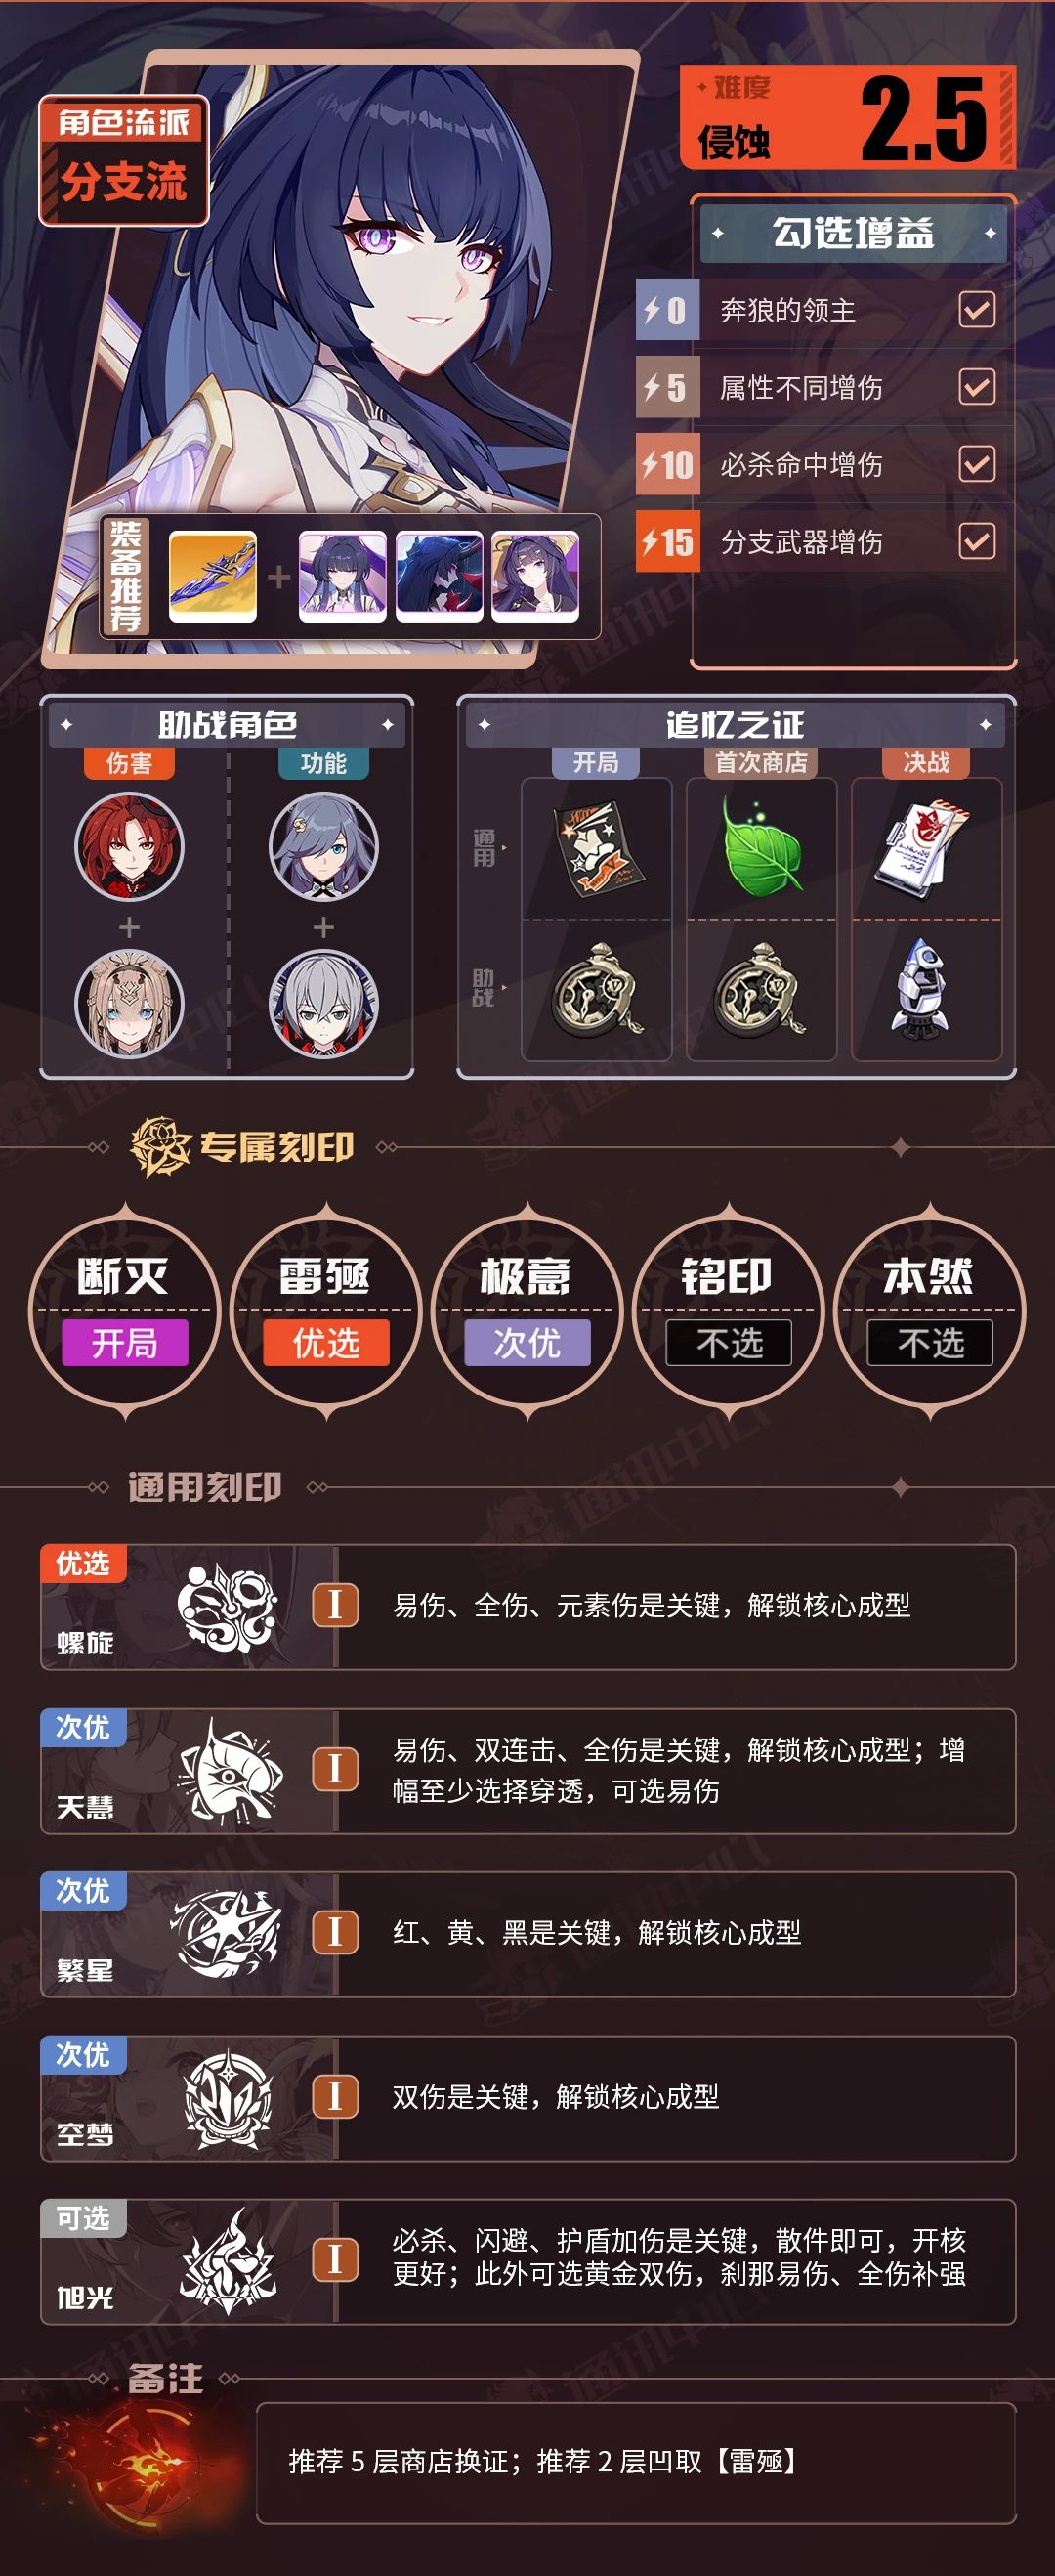 角色流派
分支流
难度
侵蚀
2.5
勾选增益
0
奔狼的领主
5
属性不同增伤
10
必杀命中增伤
15
分支武器增伤
装备推荐
助战角色
伤害
功能
追忆之证
开局
首次商店
决战
通用
助战
专属刻印
断灭
开局
雷殛
优选
极意
次优
铭印
不选
本然
不选
通用刻印
优选
螺旋
I
易伤、全伤、元素伤是关键，解锁核心成型
次优
天慧
I
易伤、双连击、全伤是关键，解锁核心成型；增
幅至少选择穿透，可选易伤
次优
繁星
I
红、黄、黑是关键，解锁核心成型
次优
空梦
I
双伤是关键，解锁核心成型
可选
旭光
I
必杀、闪避、护盾加伤是关键，散件即可，开核
更好；此外可选黄金双伤，刹那易伤、全伤补强
备注
推荐 5 层商店换证；推荐 2 层凹取【雷殛】
通讯中心